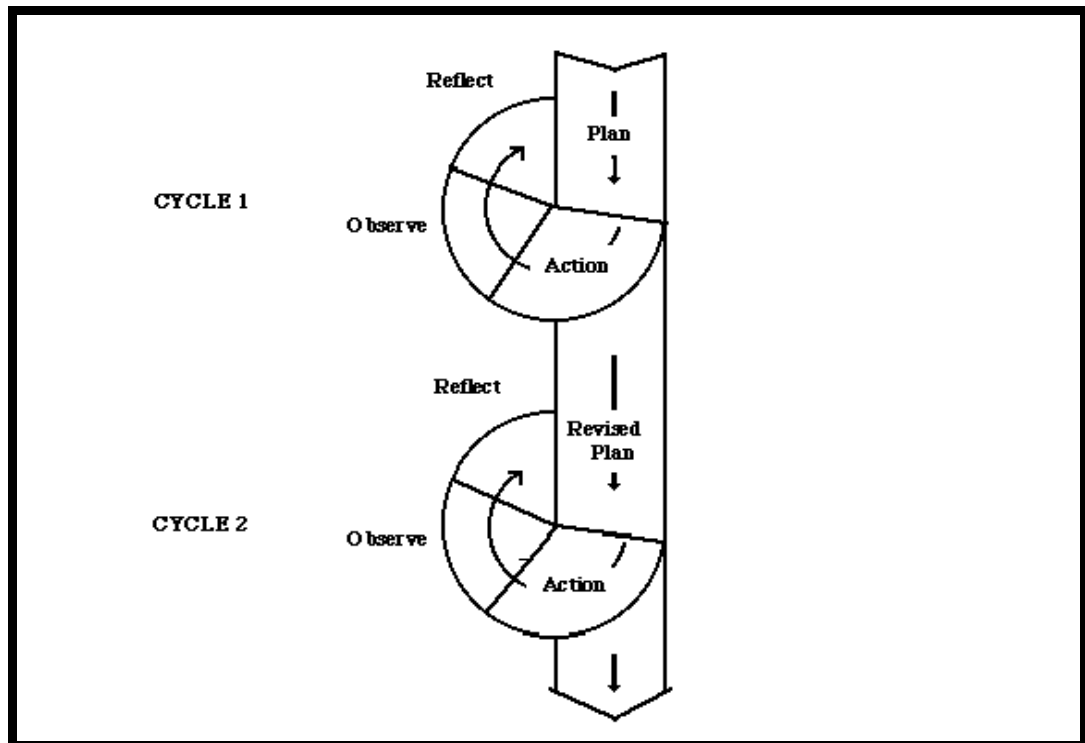 Reflect
Plan
CYCLE 1
Observe
Action
Reflect
Revised
Plan
CYCLE 2
Observe
Action